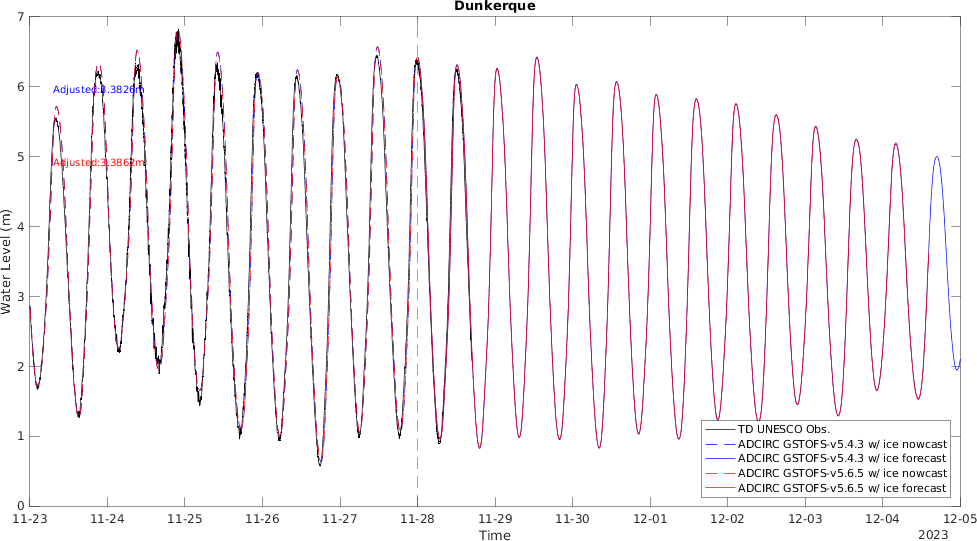 Dunkerque
7
6
5
4
3
2
1
0
Water Level (m)
Adjusted:3.3826m
Adjusted:3.3862m
TD UNESCO Obs.
ADCIRC GSTOFS-v5.4.3 w/ ice nowcast
ADCIRC GSTOFS-v5.4.3 w/ ice forecast
ADCIRC GSTOFS-v5.6.5 w/ ice nowcast
ADCIRC GSTOFS-v5.6.5 w/ ice forecast
11-23 11-24 11-25 11-26 11-27 11-28 11-29 11-30 12-01 12-02 12-03 12-04 12-05
Time
2023